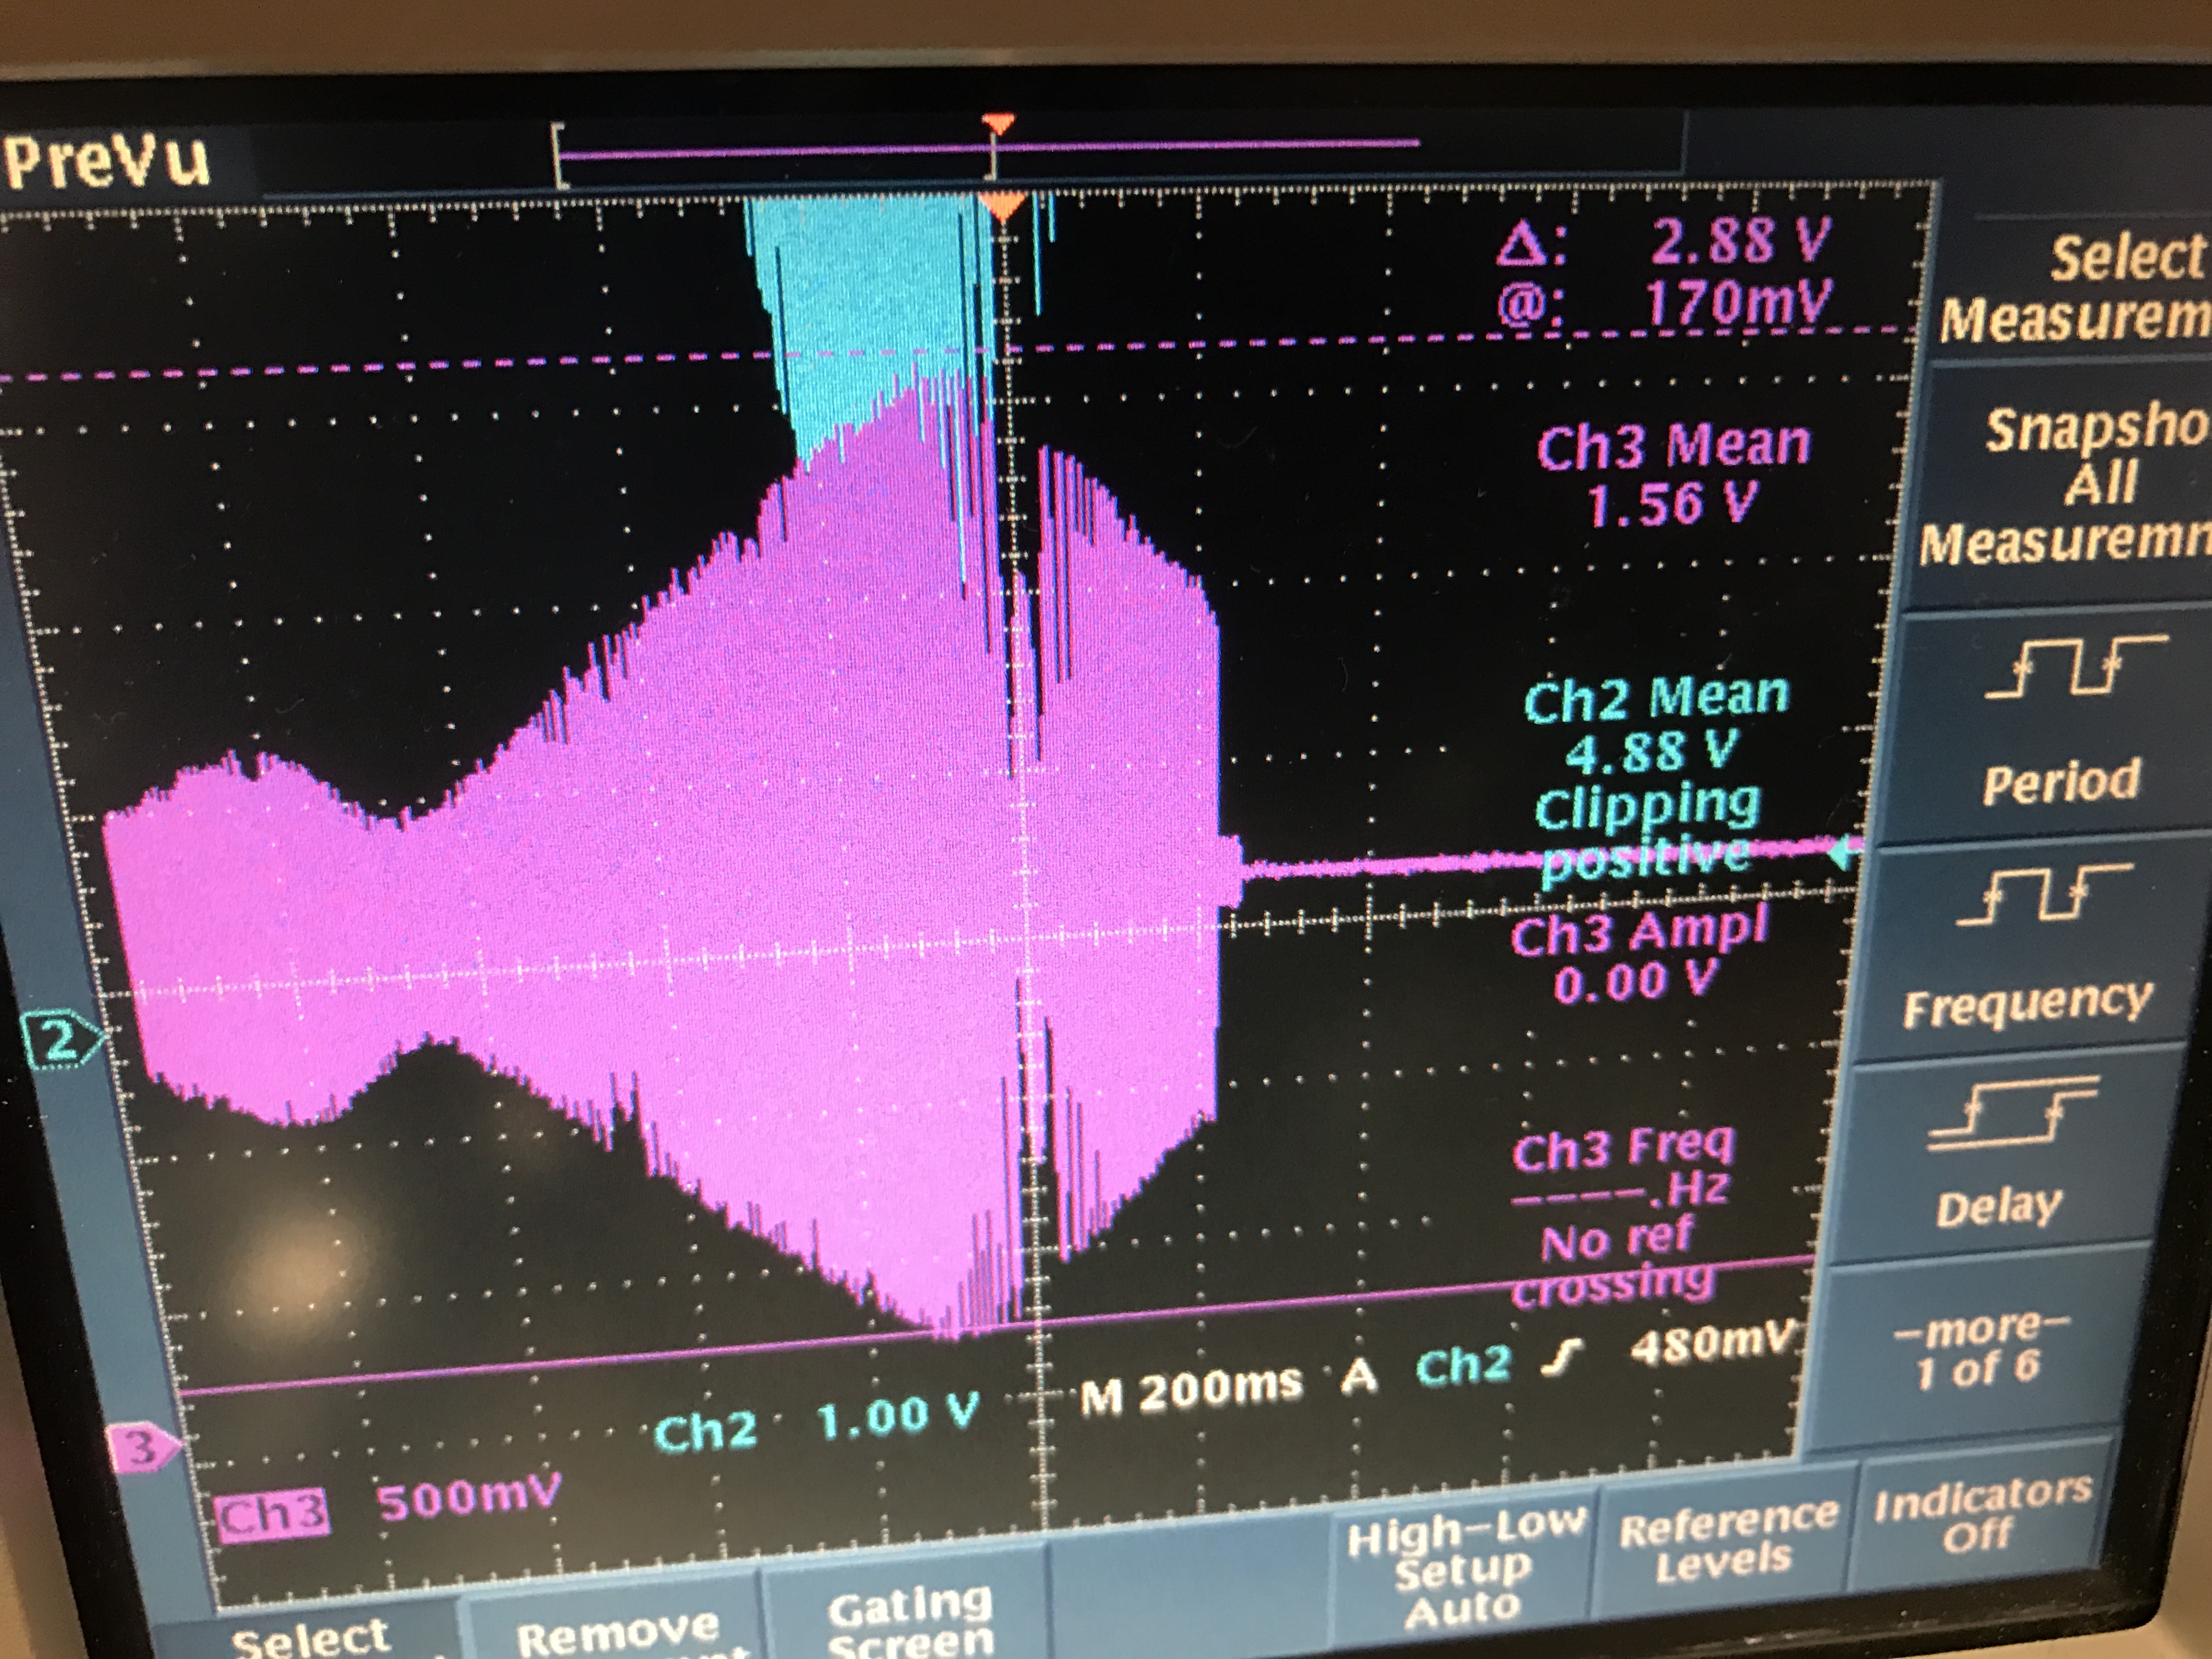 PreVu
Δ: 2.88 V
@: 170mV
Ch3 Mean
1.56 V
Ch2 Mean
4.88 V
Clipping
positive
Ch3 Ampl
0.00 V
Ch3 Freq
----.Hz
No ref
crossing
2
3
Ch3 500mV
Ch2 1.00 V
M 200ms A Ch2 480mV
Select
Measurem
Snapsho
All
Measuremn
Period
Frequency
Delay
-more-
1 of 6
Select
Remove
Gating
Screen
High-Low
Setup
Auto
Reference
Levels
Indicators
Off